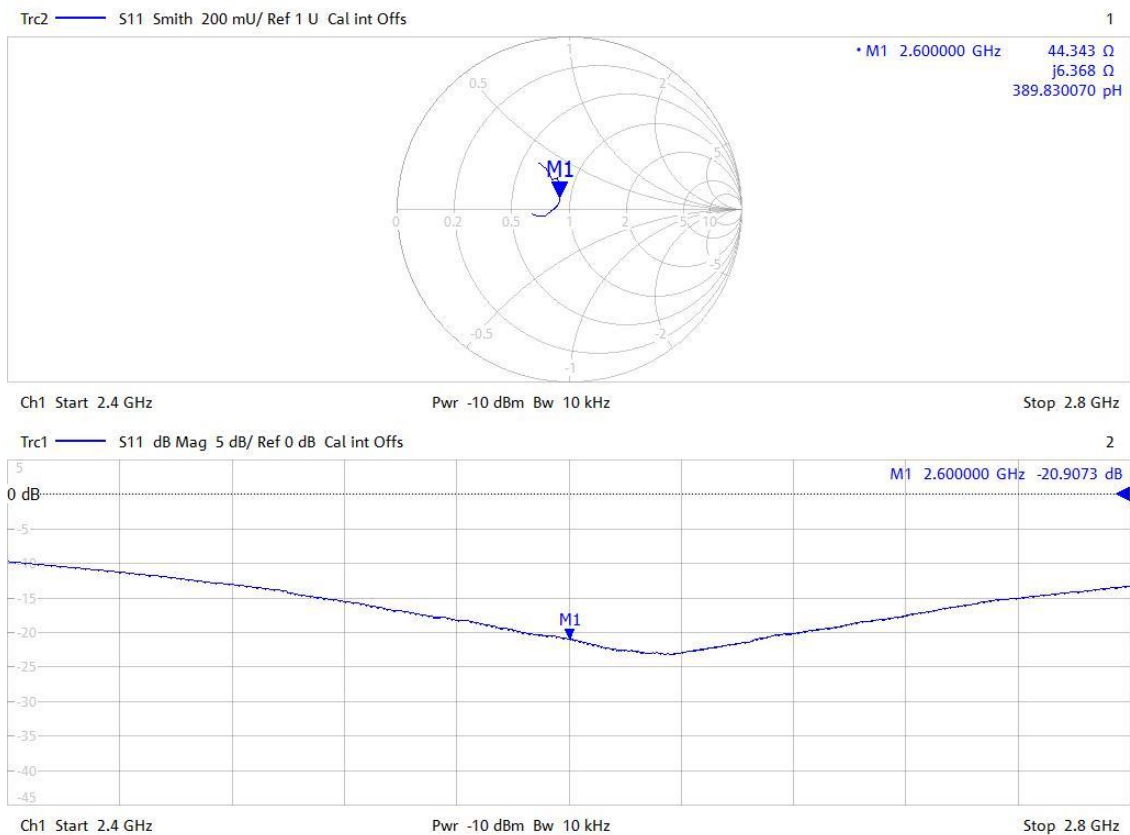 Trc2 S11 Smith 200 mU/ Ref 1 U Cal int Offs 1
• M1 2.600000 GHz 44.343 Ω
j6.368 Ω
389.830070 pH
1
0.5 2
5
M1
0 0.2 0.5 1 2 5 10
-5
-0.5 -2
-1
Ch1 Start 2.4 GHz Pwr -10 dBm Bw 10 kHz Stop 2.8 GHz
Trc1 S11 dB Mag 5 dB/ Ref 0 dB Cal int Offs 2
5
M1 2.600000 GHz -20.9073 dB
0 dB
-5
-10
-15
M1
-20
-25
-30
-35
-40
-45
Ch1 Start 2.4 GHz Pwr -10 dBm Bw 10 kHz Stop 2.8 GHz